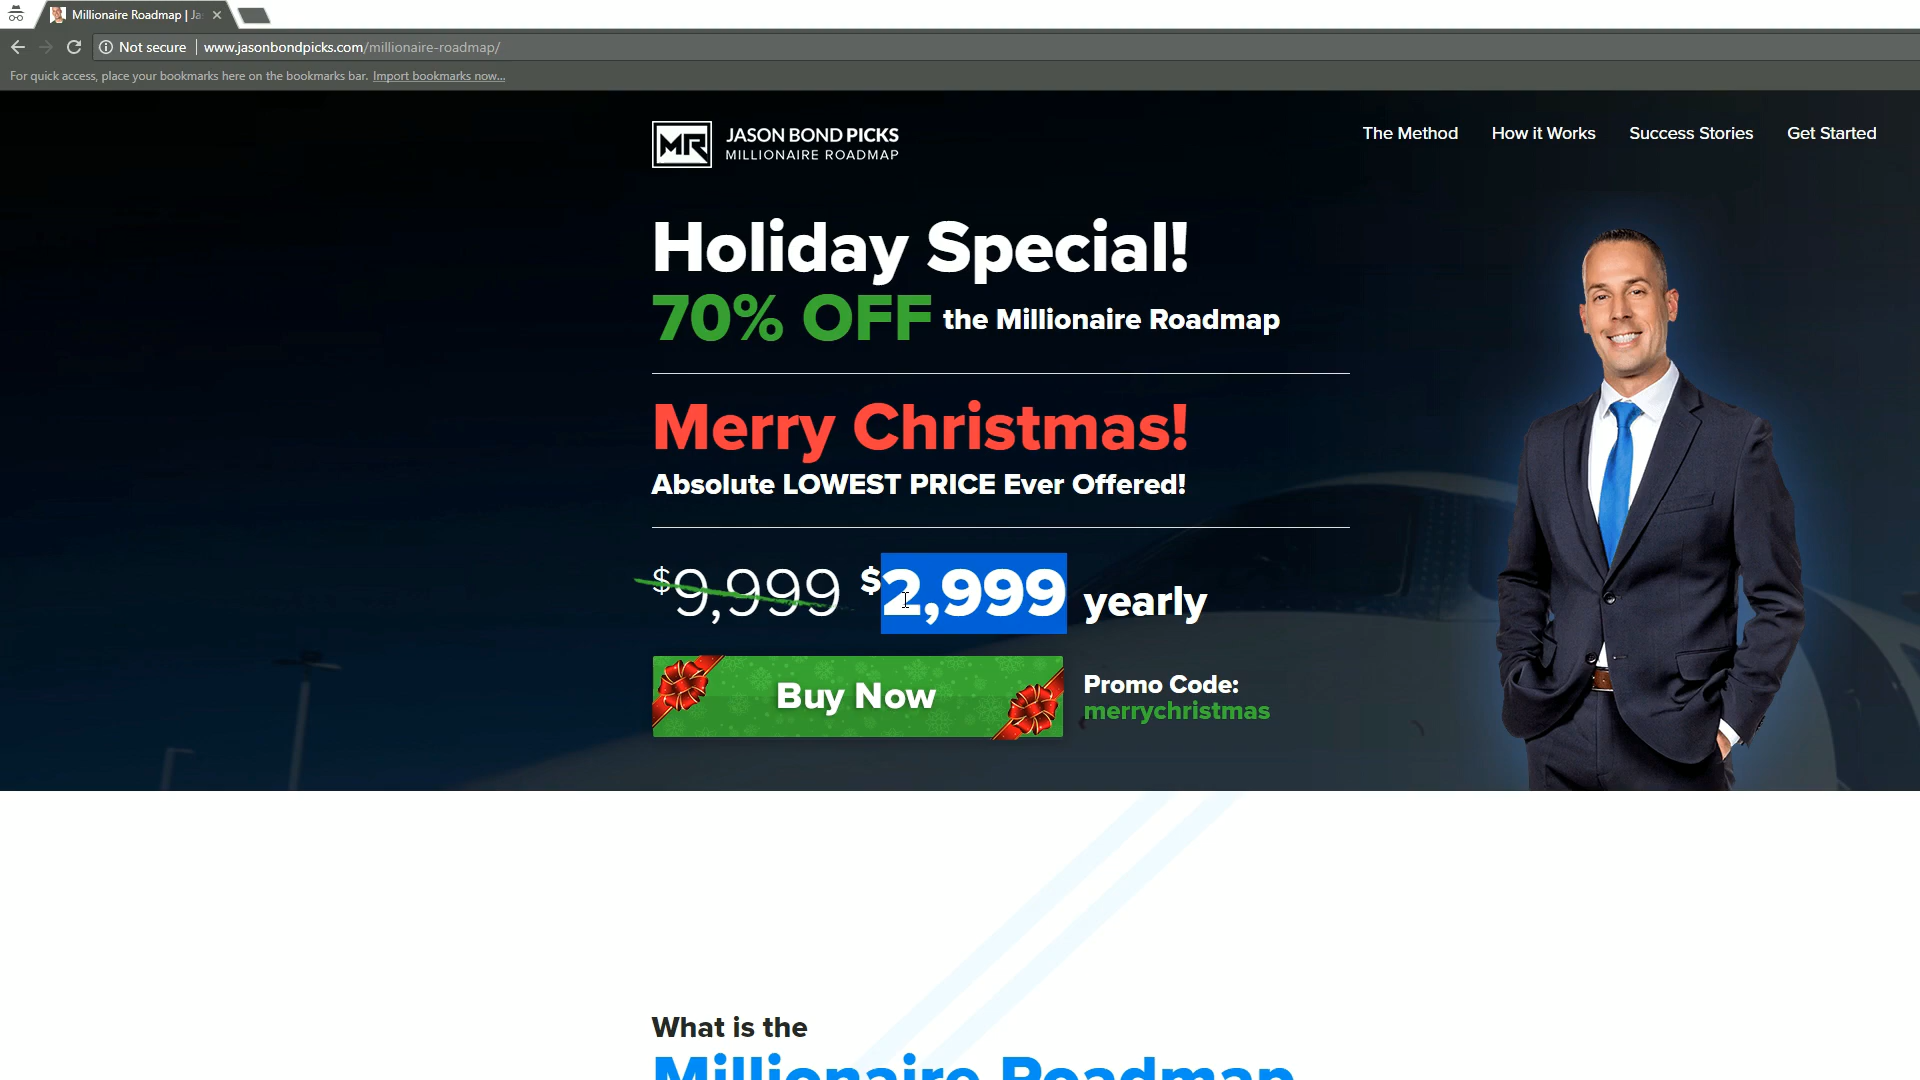 Millionaire Roadmap | Ja
Not secure | www.jasonbondpicks.com/millionaire-roadmap/
For quick access, place your bookmarks here on the bookmarks bar. Import bookmarks now...
MR
JASON BOND PICKS
MILLIONAIRE ROADMAP
The Method How it Works Success Stories Get Started
Holiday Special!
70% OFF the Millionaire Roadmap
Merry Christmas!
Absolute LOWEST PRICE Ever Offered!
$9,999 $2,999 yearly
Buy Now
Promo Code:
merrychristmas
What is the
Millionaire Roadmap